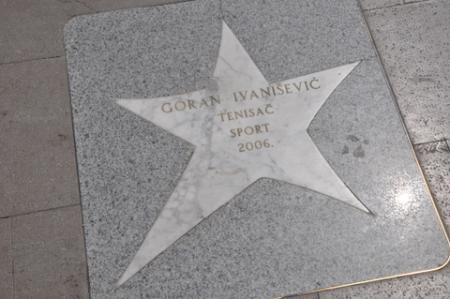 GORAN IVANIŠEVIĆ
TENISAČ
SPORT
2006.